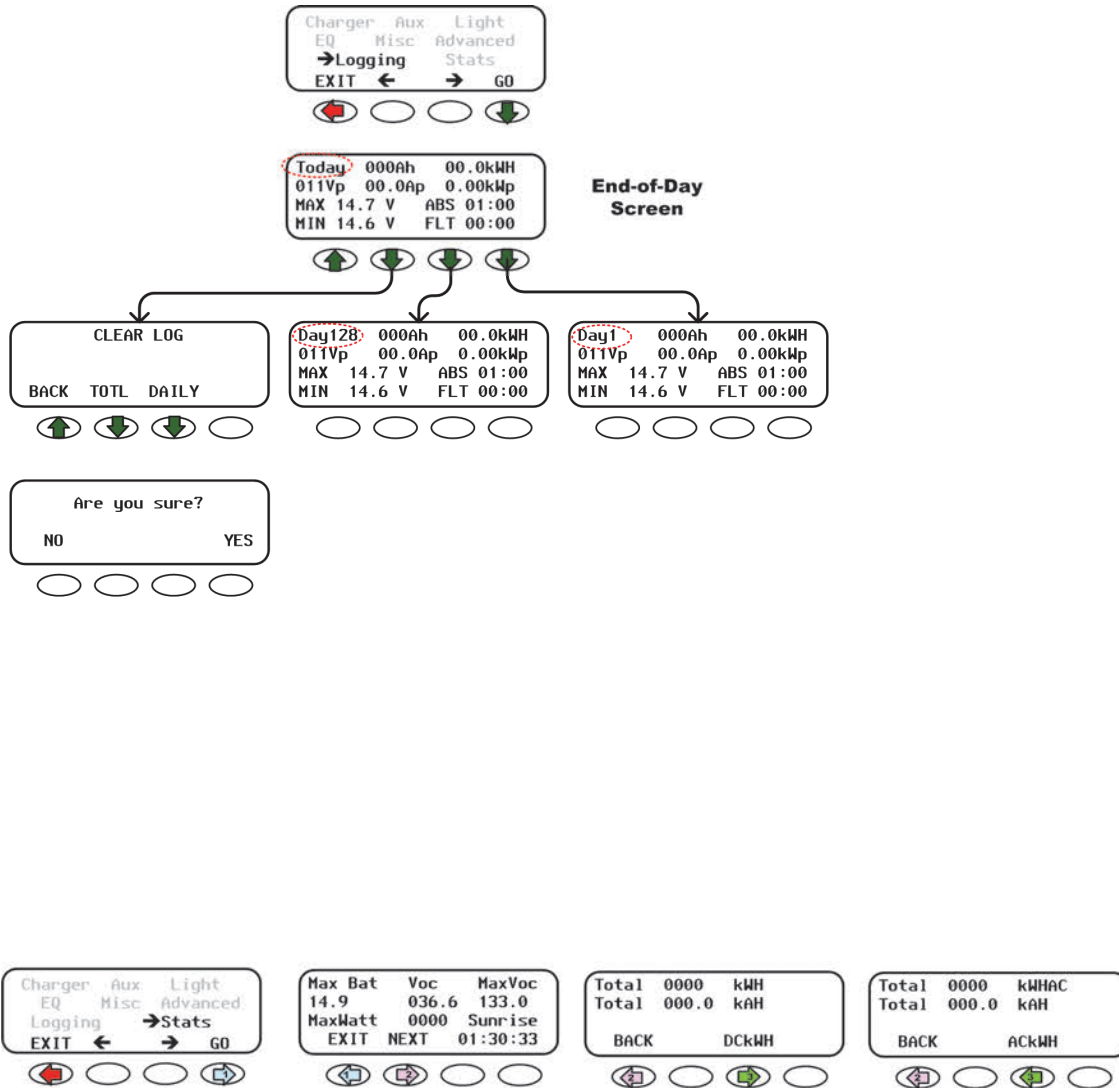 Charger Aux Light
EQ Misc Advanced
➔Logging Stats
EXIT ← → GO
Today 000Ah 00.0kWH
011Vp 00.0Ap 0.00kWp
MAX 14.7 V ABS 01:00
MIN 14.6 V FLT 00:00
End-of-Day
Screen
CLEAR LOG
BACK TOTL DAILY
Day128 000Ah 00.0kWH
011Vp 00.0Ap 0.00kWp
MAX 14.7 V ABS 01:00
MIN 14.6 V FLT 00:00
Day1 000Ah 00.0kWH
011Vp 00.0Ap 0.00kWp
MAX 14.7 V ABS 01:00
MIN 14.6 V FLT 00:00
Are you sure?
NO YES
Charger Aux Light
EQ Misc Advanced
Logging ➔Stats
EXIT ← → GO
1
Max Bat Voc MaxVoc
14.9 036.6 133.0
MaxWatt 0000 Sunrise
EXIT NEXT 01:30:33
1 2
Total 0000 kWH
Total 000.0 kAH
BACK DCkWH
2 3
Total 0000 kWHAC
Total 000.0 kAH
BACK ACkWH
2 3